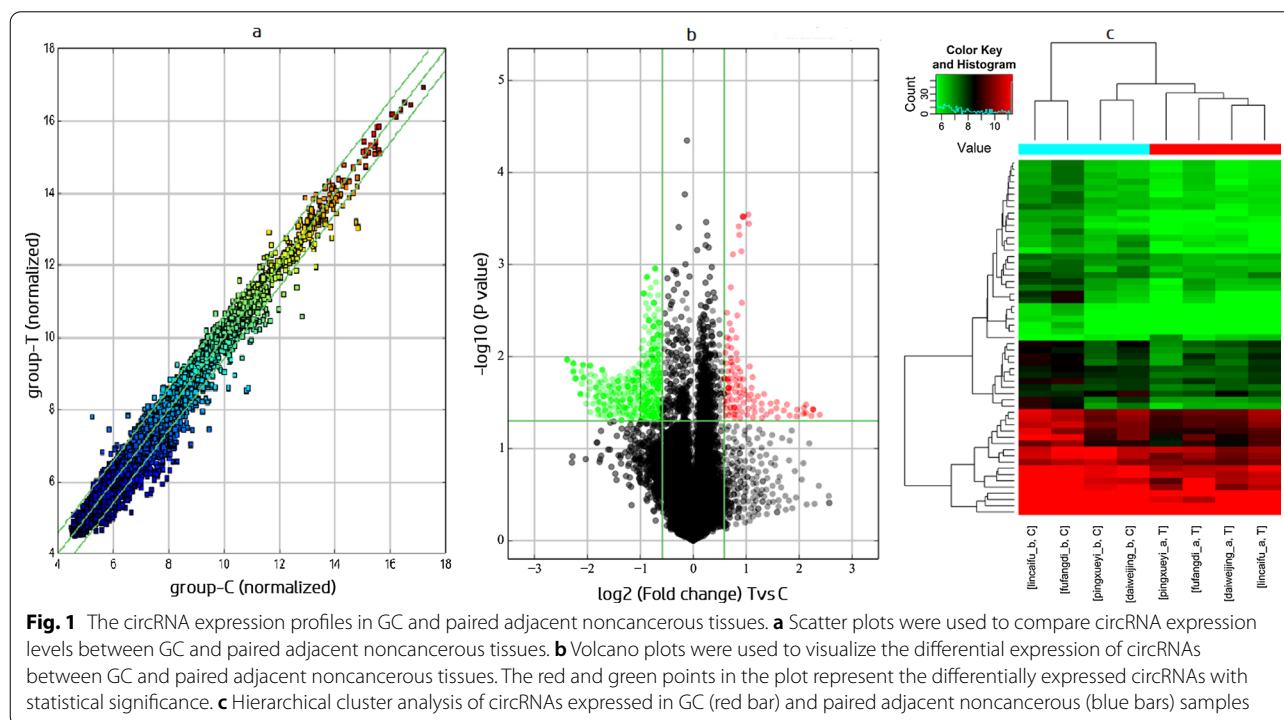 a
18
16
14
12
10
8
6
4
4 6 8 10 12 14 16 18
group-T (normalized)
group-C (normalized)
b
5
4
3
2
1
0
−3 −2 −1 0 1 2 3
−log10 (P value)
log2 (Fold change) TvsC
c
Color Key
and Histogram
Count
0 30
6 8 10
Value
[lincaifu_b, C]
[fufangdi_b, C]
[pingxueyi_b, C]
[daiweijing_b, C]
[pingxueyi_a, T]
[fufangdi_a, T]
[daiweijing_a, T]
[lincaifu_a, T]
Fig. 1 The circRNA expression profiles in GC and paired adjacent noncancerous tissues. a Scatter plots were used to compare circRNA expression
levels between GC and paired adjacent noncancerous tissues. b Volcano plots were used to visualize the differential expression of circRNAs
between GC and paired adjacent noncancerous tissues. The red and green points in the plot represent the differentially expressed circRNAs with
statistical significance. c Hierarchical cluster analysis of circRNAs expressed in GC (red bar) and paired adjacent noncancerous (blue bars) samples